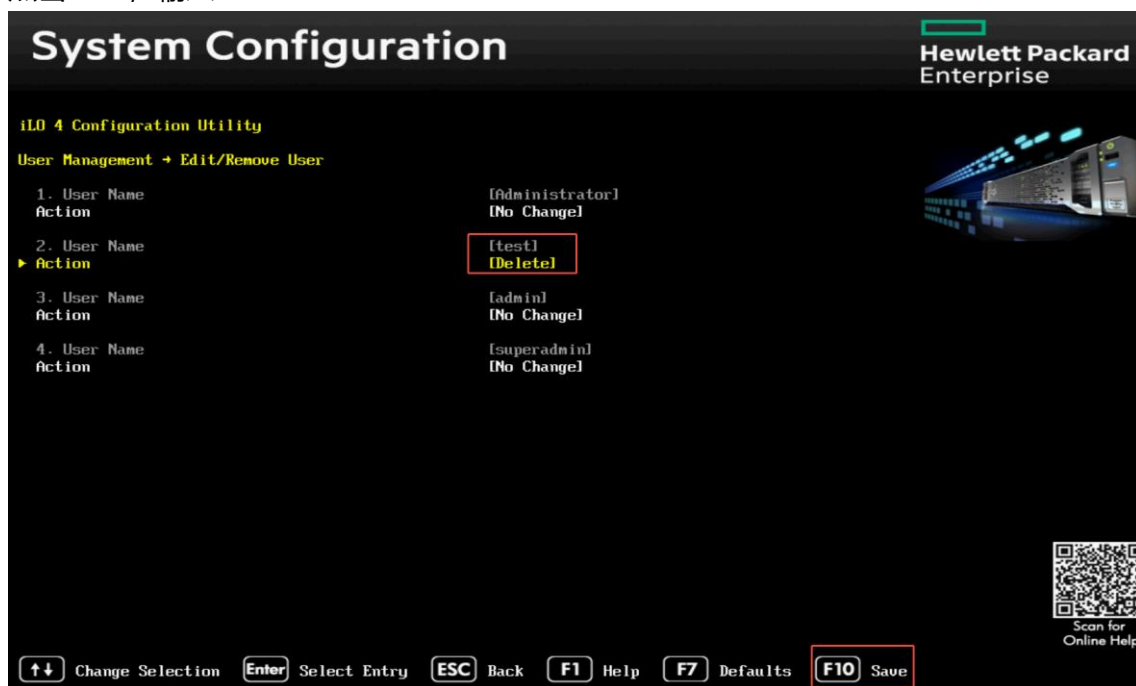 System Configuration
Hewlett Packard
Enterprise
iLO 4 Configuration Utility
User Management → Edit/Remove User
1. User Name [Administrator]
Action [No Change]
2. User Name [test]
Action [Delete]
3. User Name [admin]
Action [No Change]
4. User Name [superadmin]
Action [No Change]
Scan for
Online Help
↑↓ Change Selection Enter Select Entry ESC Back F1 Help F7 Defaults F10 Save